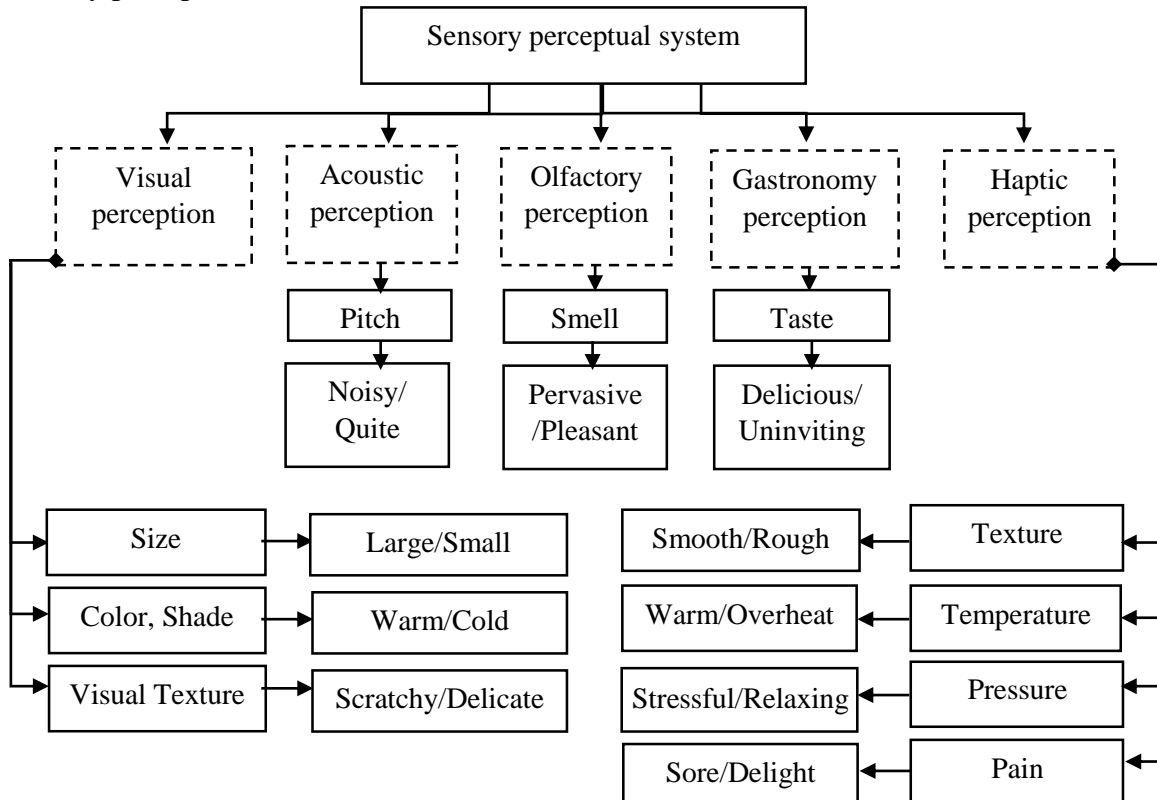 Sensory perceptual system
Visual
perception
Acoustic
perception
Olfactory
perception
Gastronomy
perception
Haptic
perception
Pitch
Smell
Taste
Noisy/
Quite
Pervasive
/Pleasant
Delicious/
Uninviting
Size
Large/Small
Smooth/Rough
Texture
Color, Shade
Warm/Cold
Warm/Overheat
Temperature
Visual Texture
Scratchy/Delicate
Stressful/Relaxing
Pressure
Sore/Delight
Pain